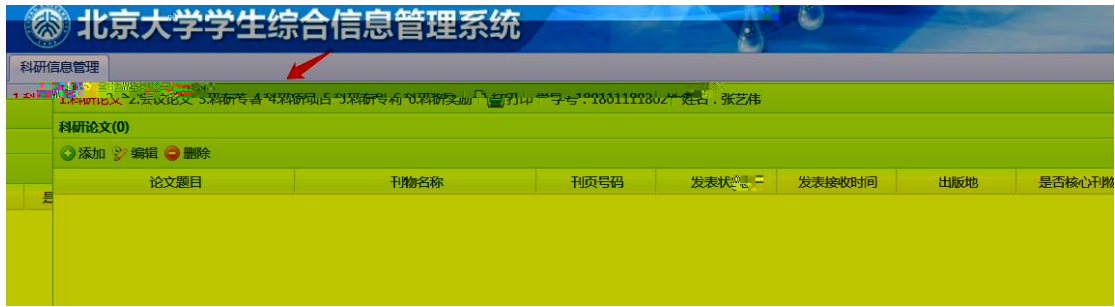 北京大学学生综合信息管理系统
科研信息管理
1.科研论文 2.会议论文 3.科研专著 4.科研项目 5.科研专利 6.科研奖励 打印 学号: 姓名:张艺伟
科研论文(0)
添加 编辑 删除
论文题目 刊物名称 刊页号码 发表状 发表接收时间 出版地 是否核心刊物